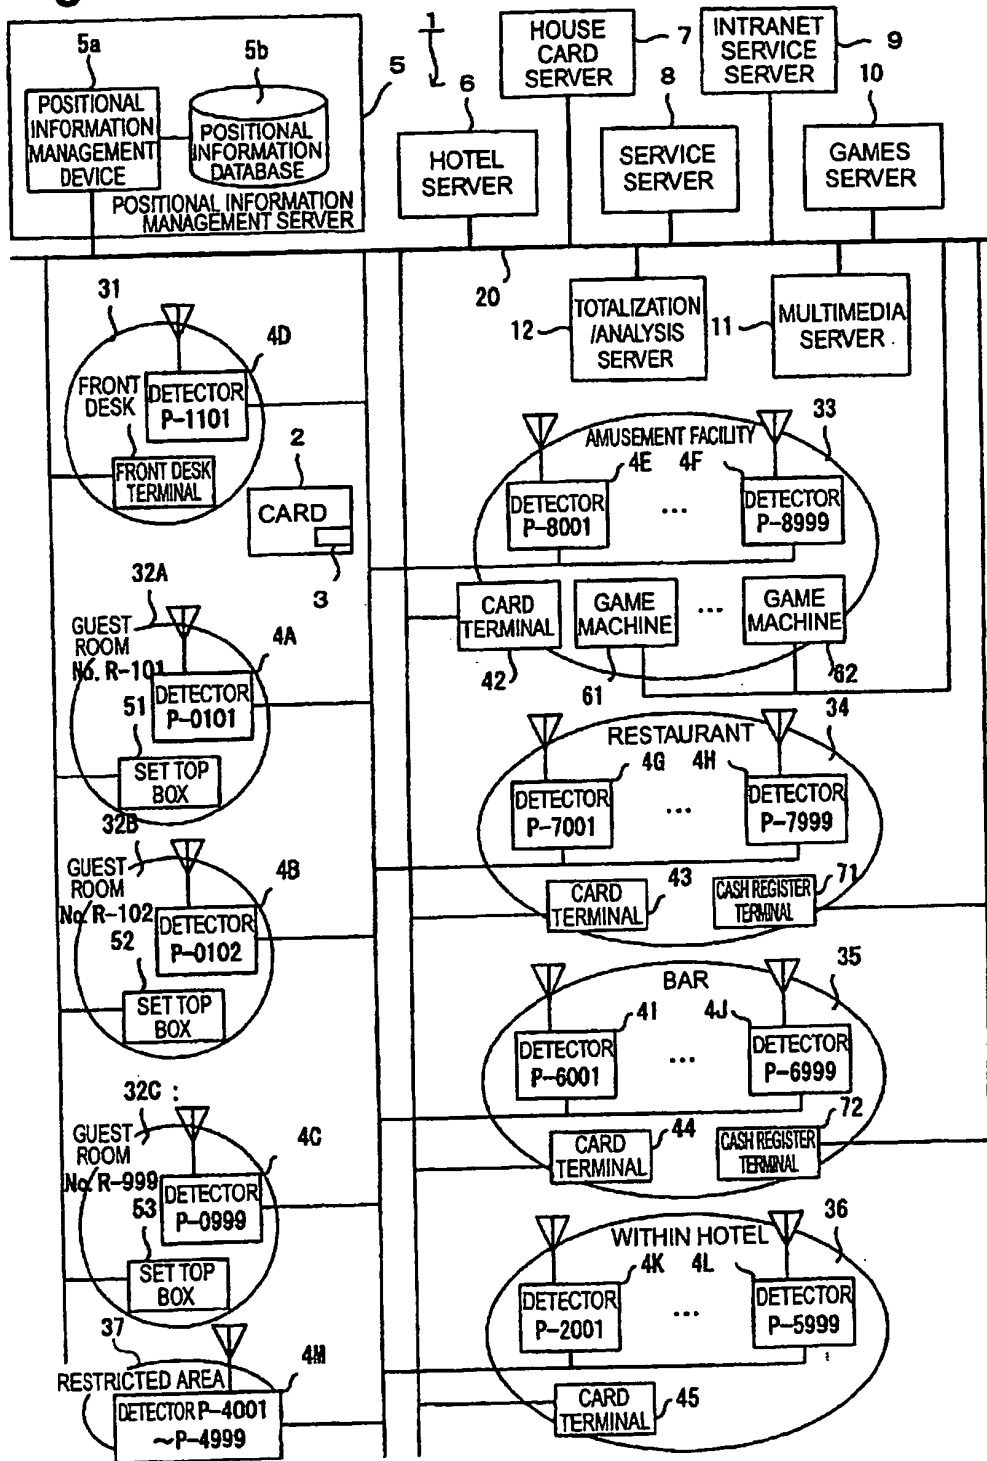 1
5a
5b
5
POSITIONAL
INFORMATION
MANAGEMENT
DEVICE
POSITIONAL
INFORMATION
DATABASE
POSITIONAL INFORMATION
MANAGEMENT SERVER
6
HOTEL
SERVER
HOUSE
CARD
SERVER
7
8
SERVICE
SERVER
INTRANET
SERVICE
SERVER
9
10
GAMES
SERVER
20
12
TOTALIZATION
/ANALYSIS
SERVER
11
MULTIMEDIA
SERVER
31
4D
FRONT
DESK
DETECTOR
P-1101
FRONT DESK
TERMINAL
2
CARD
3
32A
GUEST
ROOM
No. R-101
4A
DETECTOR
P-0101
51
SET TOP
BOX
32B
GUEST
ROOM
No. R-102
4B
DETECTOR
P-0102
52
SET TOP
BOX
32C :
GUEST
ROOM
No. R-999
4C
DETECTOR
P-0999
53
SET TOP
BOX
37
RESTRICTED AREA
4M
DETECTOR P-4001
~P-4999
33
AMUSEMENT FACILITY
4E 4F
DETECTOR
P-8001
...
DETECTOR
P-8999
CARD
TERMINAL
42
GAME
MACHINE
61
...
GAME
MACHINE
62
34
RESTAURANT
4G 4H
DETECTOR
P-7001
...
DETECTOR
P-7999
CARD
TERMINAL
43
CASH REGISTER
TERMINAL
71
35
BAR
4I 4J
DETECTOR
P-6001
...
DETECTOR
P-6999
CARD
TERMINAL
44
CASH REGISTER
TERMINAL
72
36
WITHIN HOTEL
4K 4L
DETECTOR
P-2001
...
DETECTOR
P-5999
CARD
TERMINAL
45